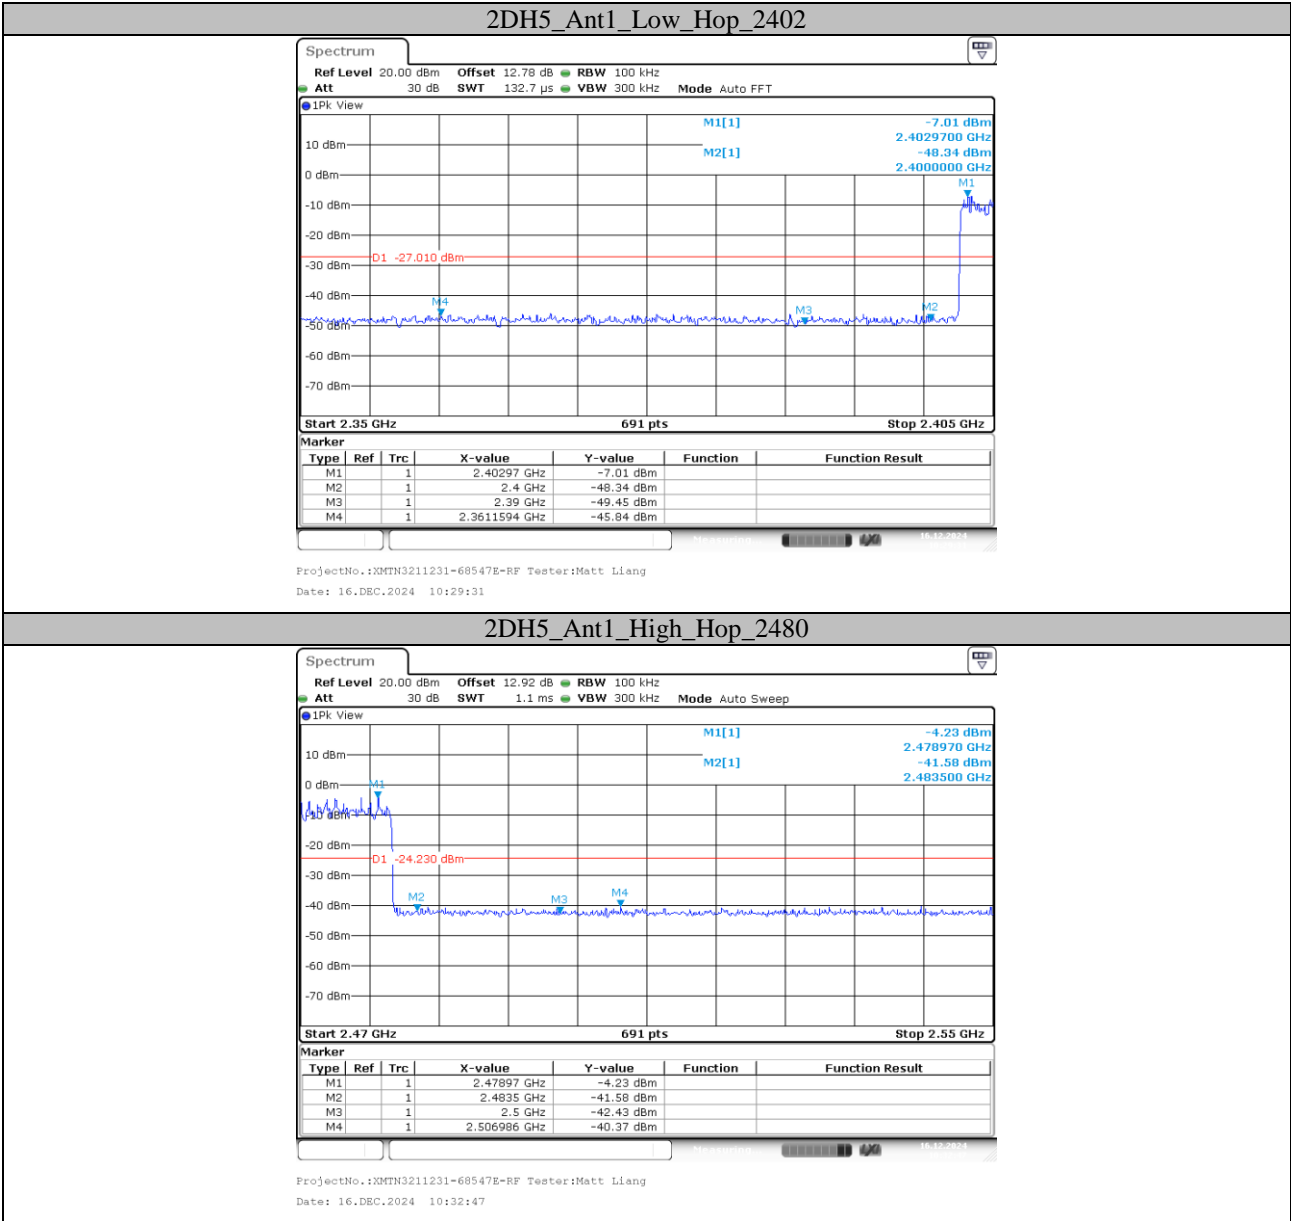 2DH5_Ant1_Low_Hop_2402
Spectrum
Ref Level 20.00 dBm Offset 12.78 dB RBW 100 kHz
Att 30 dB SWT 132.7 µs VBW 300 kHz Mode Auto FFT
1Pk View
M1[1] -7.01 dBm
2.4029700 GHz
10 dBm
M2[1] -48.34 dBm
2.4000000 GHz
0 dBm
M1
-10 dBm
-20 dBm
D1 -27.010 dBm
-30 dBm
-40 dBm
M4 M3 M2
-50 dBm
-60 dBm
-70 dBm
Start 2.35 GHz 691 pts Stop 2.405 GHz
Marker
Type Ref Trc X-value Y-value Function Function Result
M1 1 2.40297 GHz -7.01 dBm
M2 1 2.4 GHz -48.34 dBm
M3 1 2.39 GHz -49.45 dBm
M4 1 2.3611594 GHz -45.84 dBm
Measuring... 16.12.2024
ProjectNo.:XMTN3211231-68547E-RF Tester:Matt Liang
Date: 16.DEC.2024 10:29:31
2DH5_Ant1_High_Hop_2480
Spectrum
Ref Level 20.00 dBm Offset 12.92 dB RBW 100 kHz
Att 30 dB SWT 1.1 ms VBW 300 kHz Mode Auto Sweep
1Pk View
M1[1] -4.23 dBm
2.478970 GHz
10 dBm
M2[1] -41.58 dBm
2.483500 GHz
0 dBm
M1
-10 dBm
-20 dBm
D1 -24.230 dBm
-30 dBm
M2 M3 M4
-40 dBm
-50 dBm
-60 dBm
-70 dBm
Start 2.47 GHz 691 pts Stop 2.55 GHz
Marker
Type Ref Trc X-value Y-value Function Function Result
M1 1 2.47897 GHz -4.23 dBm
M2 1 2.4835 GHz -41.58 dBm
M3 1 2.5 GHz -42.43 dBm
M4 1 2.506986 GHz -40.37 dBm
Measuring... 16.12.2024
ProjectNo.:XMTN3211231-68547E-RF Tester:Matt Liang
Date: 16.DEC.2024 10:32:47